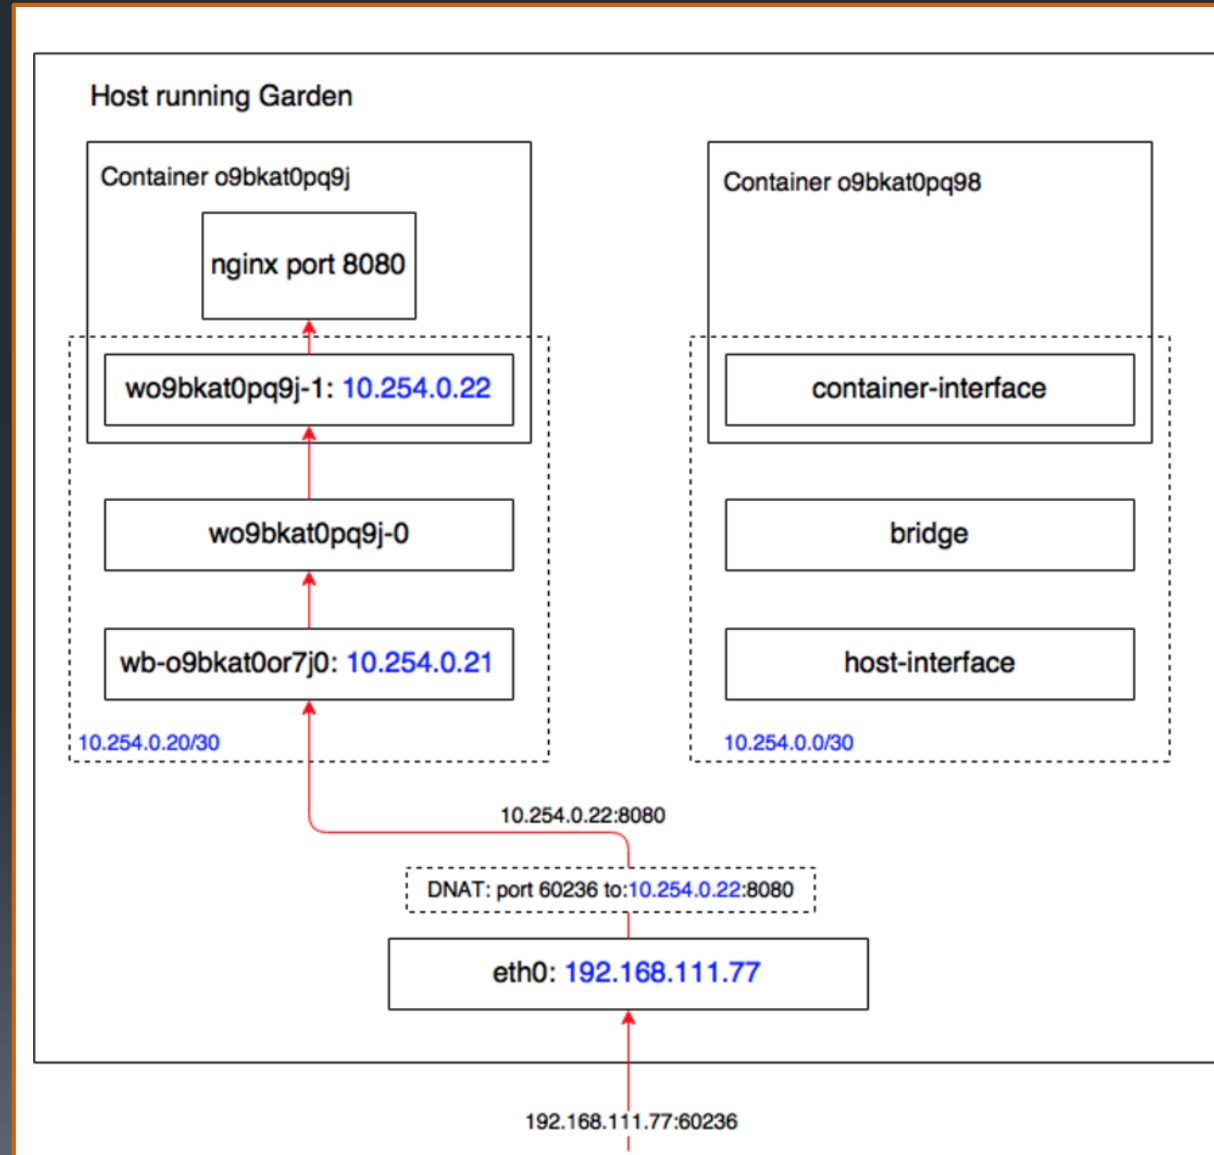 Host running Garden
Container o9bkat0pq9j
nginx port 8080
wo9bkat0pq9j-1: 10.254.0.22
wo9bkat0pq9j-0
wb-o9bkat0or7j0: 10.254.0.21
10.254.0.20/30
Container o9bkat0pq98
container-interface
bridge
host-interface
10.254.0.0/30
10.254.0.22:8080
DNAT: port 60236 to:10.254.0.22:8080
eth0: 192.168.111.77
192.168.111.77:60236